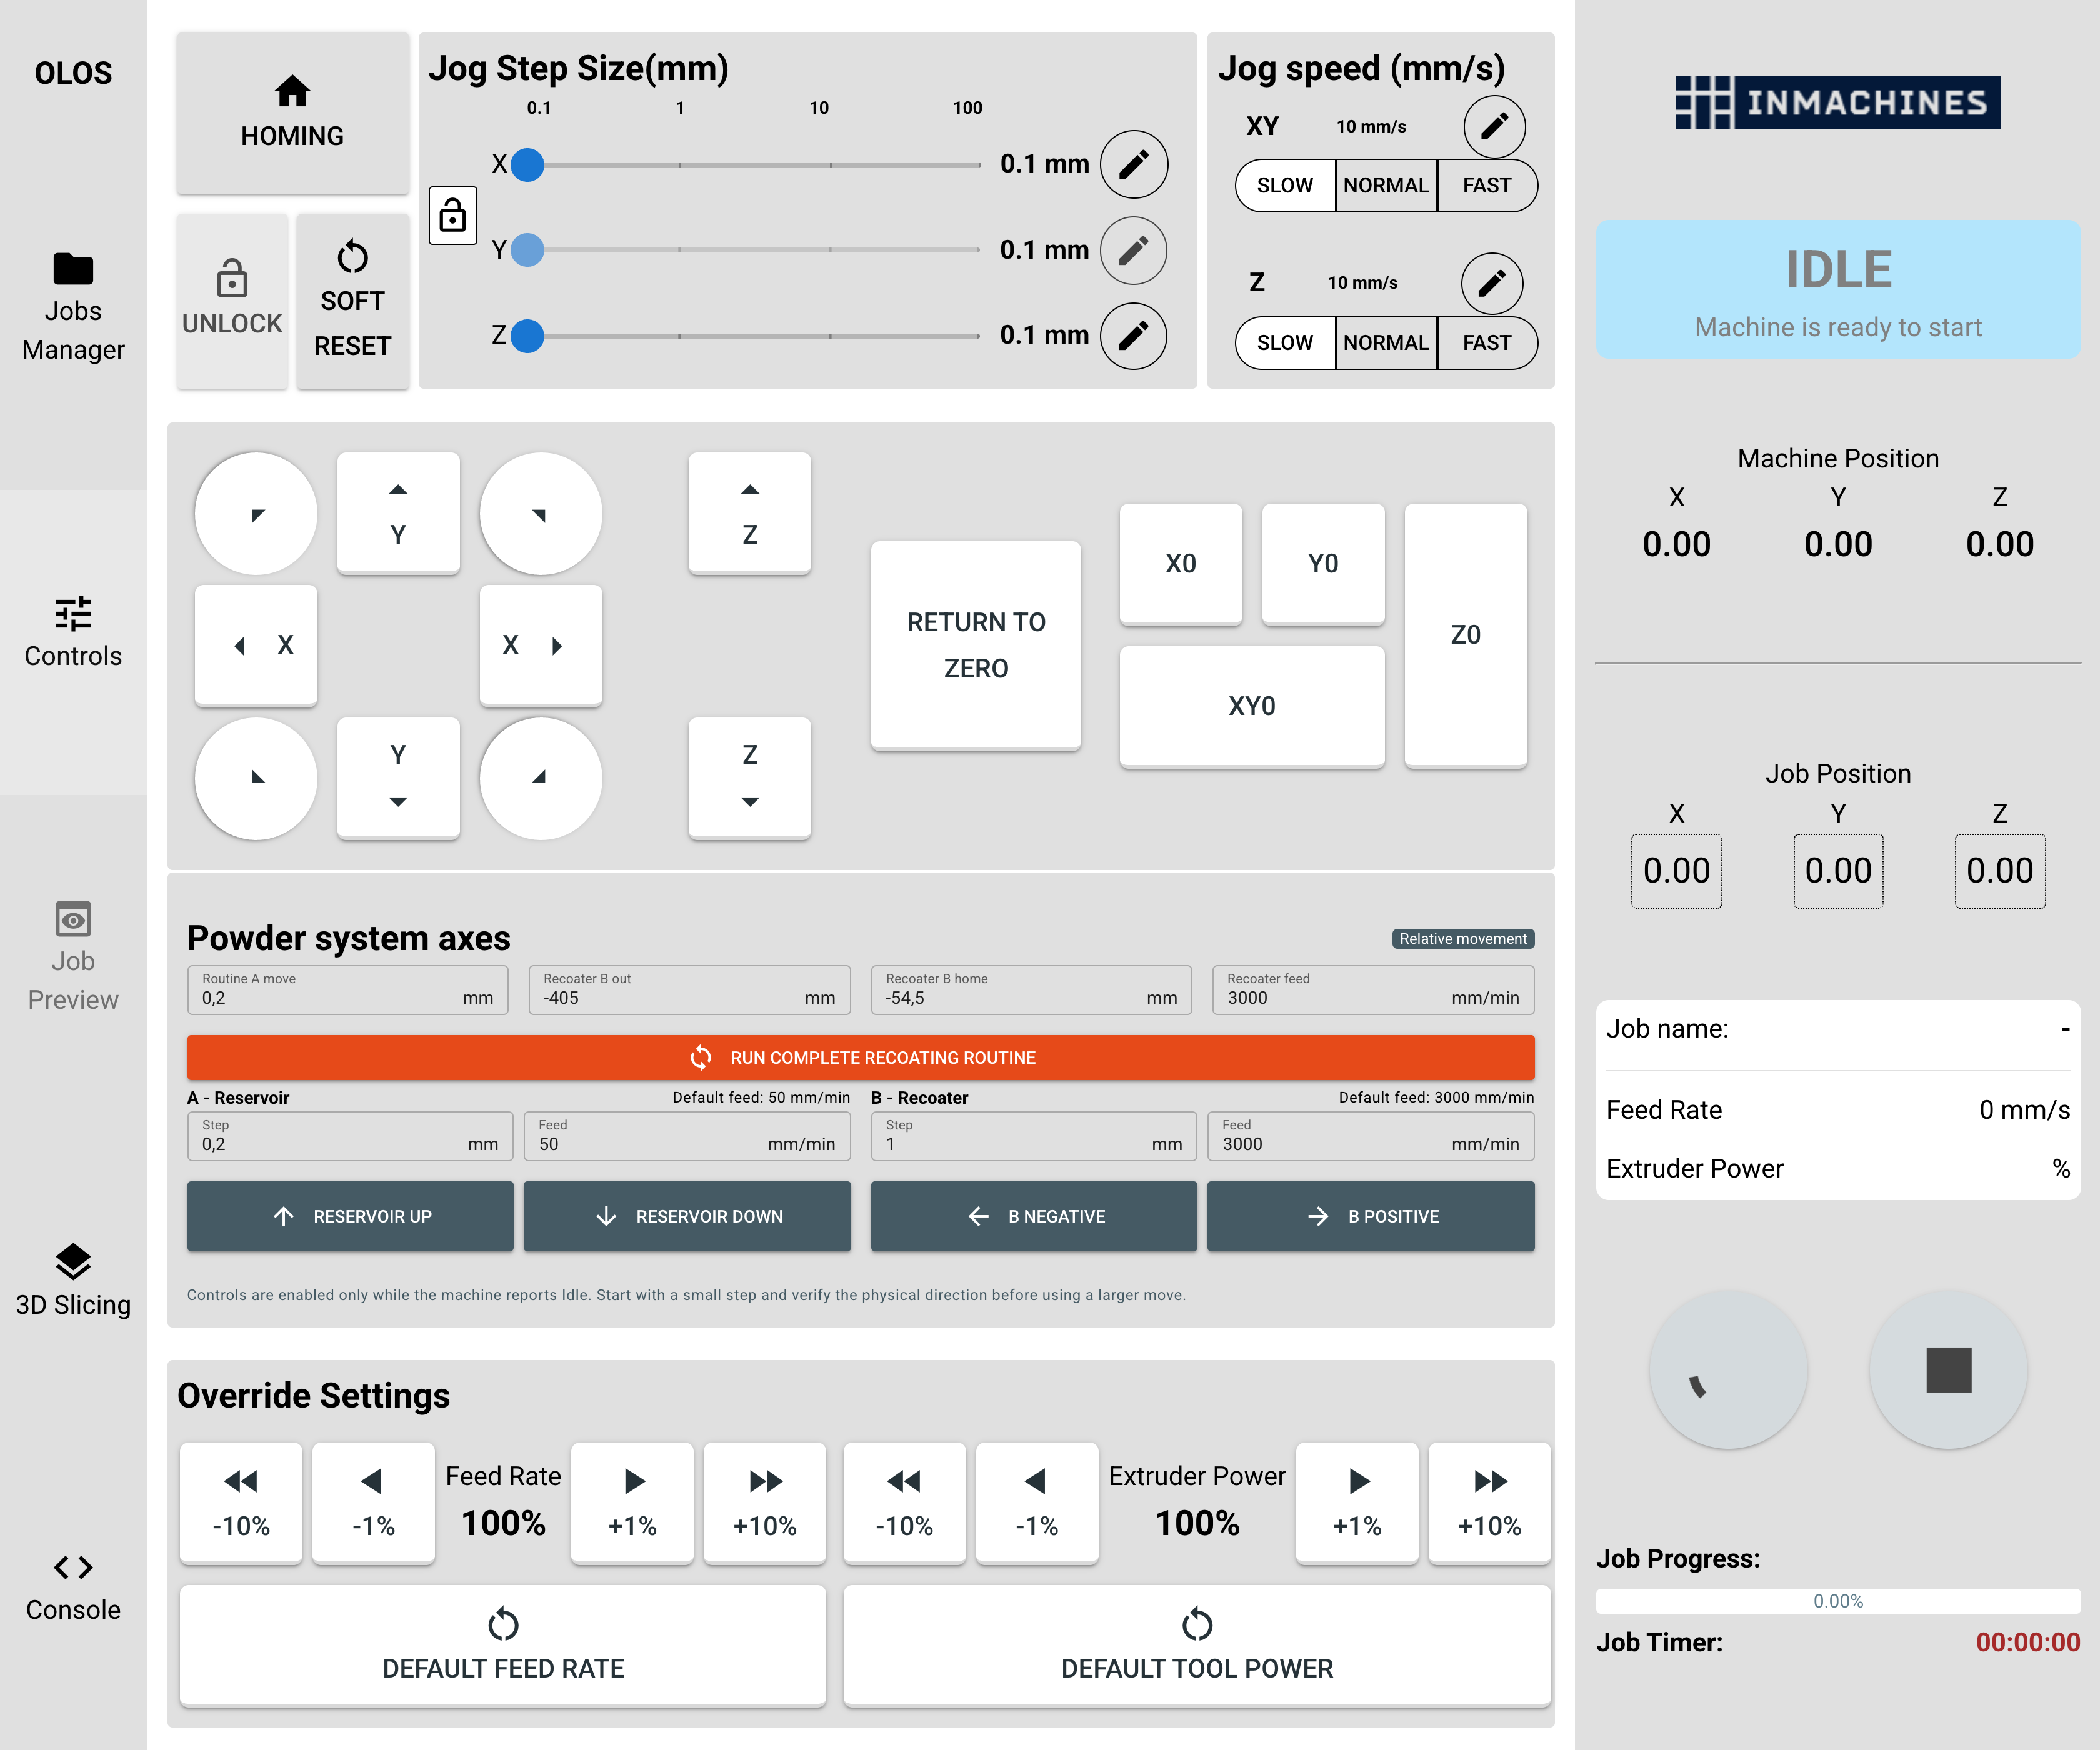 OLOS
Jobs
Manager
Controls
Job
Preview
3D Slicing
Console
HOMING
UNLOCK
SOFT
RESET
Jog Step Size(mm)
0.1 1 10 100
X 0.1 mm
Y 0.1 mm
Z 0.1 mm
Jog speed (mm/s)
XY 10 mm/s
SLOW NORMAL FAST
Z 10 mm/s
SLOW NORMAL FAST
Y
Z
X
X
Y
Z
RETURN TO
ZERO
X0
Y0
Z0
XY0
Powder system axes
Relative movement
Routine A move
0,2 mm
Recoater B out
-405 mm
Recoater B home
-54,5 mm
Recoater feed
3000 mm/min
RUN COMPLETE RECOATING ROUTINE
A - Reservoir Default feed: 50 mm/min
B - Recoater Default feed: 3000 mm/min
Step
0,2 mm
Feed
50 mm/min
Step
1 mm
Feed
3000 mm/min
RESERVOIR UP
RESERVOIR DOWN
B NEGATIVE
B POSITIVE
Controls are enabled only while the machine reports Idle. Start with a small step and verify the physical direction before using a larger move.
Override Settings
-10%
-1%
Feed Rate
100%
+1%
+10%
-10%
-1%
Extruder Power
100%
+1%
+10%
DEFAULT FEED RATE
DEFAULT TOOL POWER
INMACHINES
IDLE
Machine is ready to start
Machine Position
X Y Z
0.00 0.00 0.00
Job Position
X Y Z
0.00 0.00 0.00
Job name: -
Feed Rate 0 mm/s
Extruder Power %
Job Progress:
0.00%
Job Timer: 00:00:00